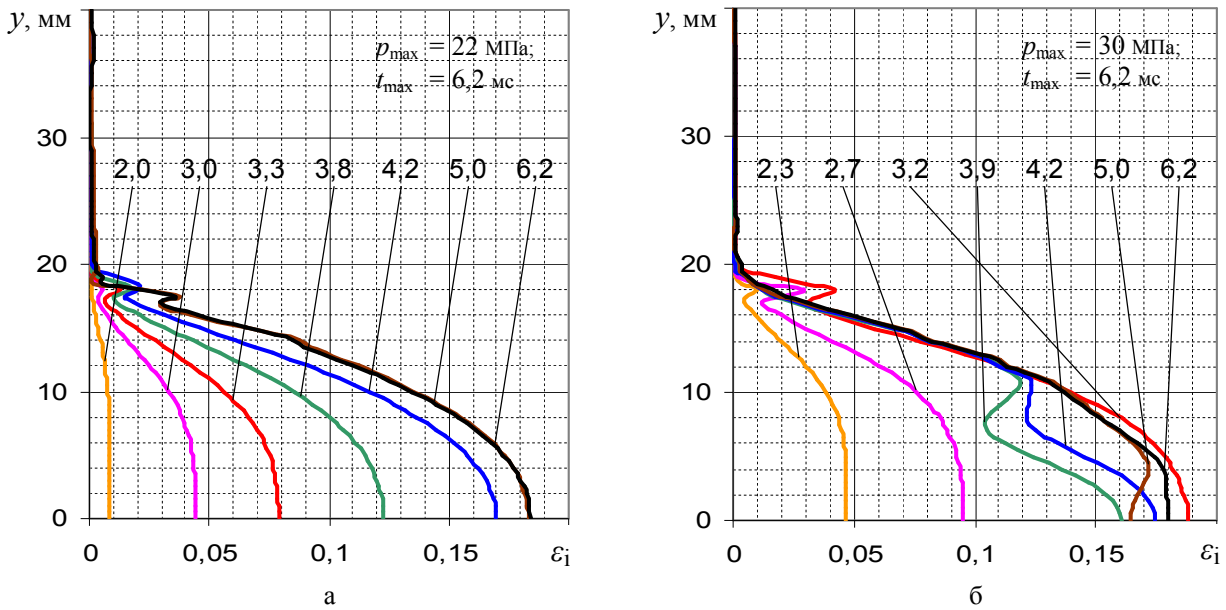 y, мм
p_max = 22 МПа;
t_max = 6,2 мс
30
2,0 3,0 3,3 3,8 4,2 5,0 6,2
20
10
0
0 0,05 0,1 0,15 ε_i
а
y, мм
p_max = 30 МПа;
t_max = 6,2 мс
30
2,3 2,7 3,2 3,9 4,2 5,0 6,2
20
10
0
0 0,05 0,1 0,15 ε_i
б